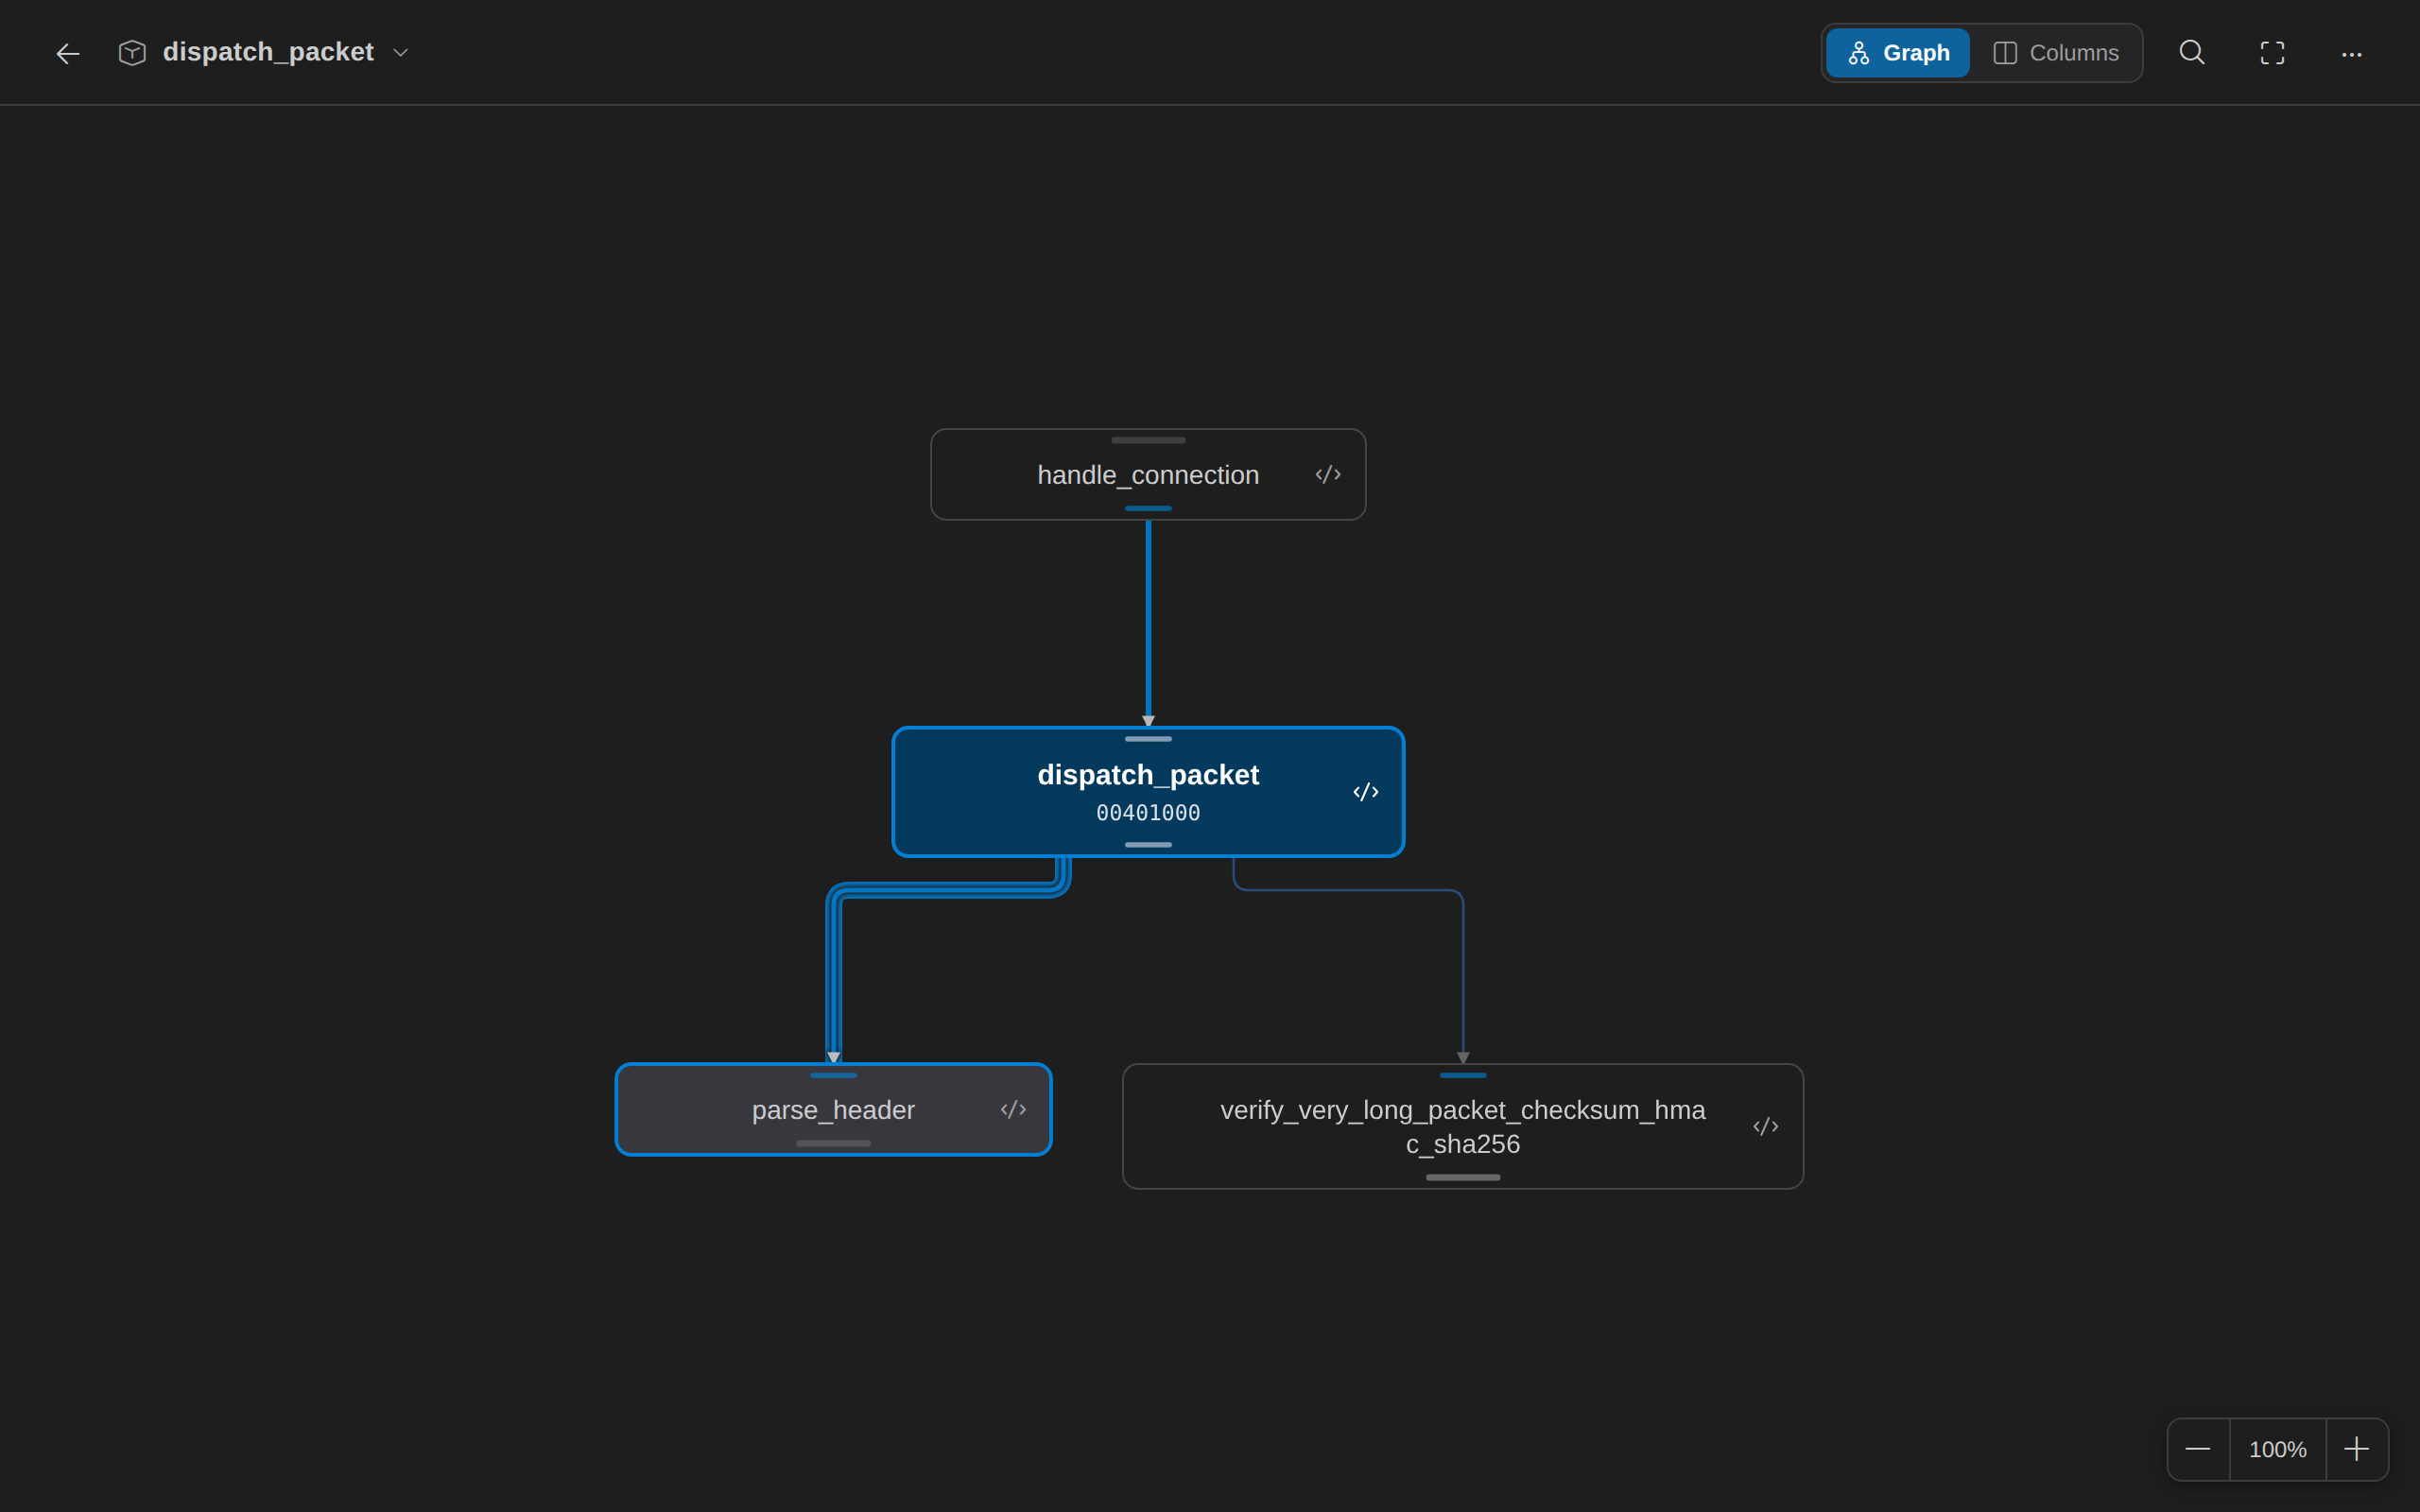 dispatch_packet
Graph
Columns
handle_connection
dispatch_packet
00401000
parse_header
verify_very_long_packet_checksum_hma
c_sha256
100%